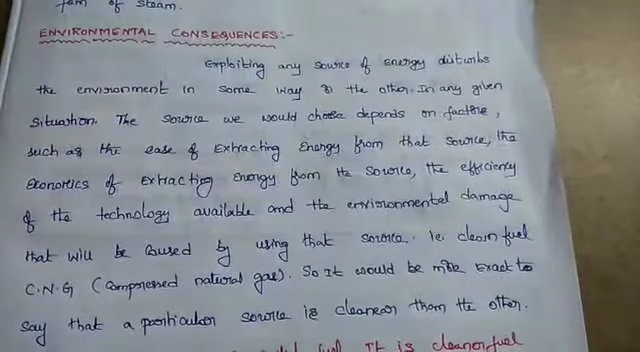 of steam.
ENVIRONMENTAL CONSEQUENCES:-
Exploiting any source of energy disturbs
the environment in some way or the other. In any given
situation. The source we would choose depends on factors,
such as the ease of Extracting Energy from that source, the
Economics of Extracting Energy from the source, the efficiency
of the technology available and the environmental damage
that will be caused by using that source. ie. clean fuel
C.N.G (compressed natural gas). So It would be more Exact to
say that a particular source is cleaner than the other.
fuel It is cleaner fuel